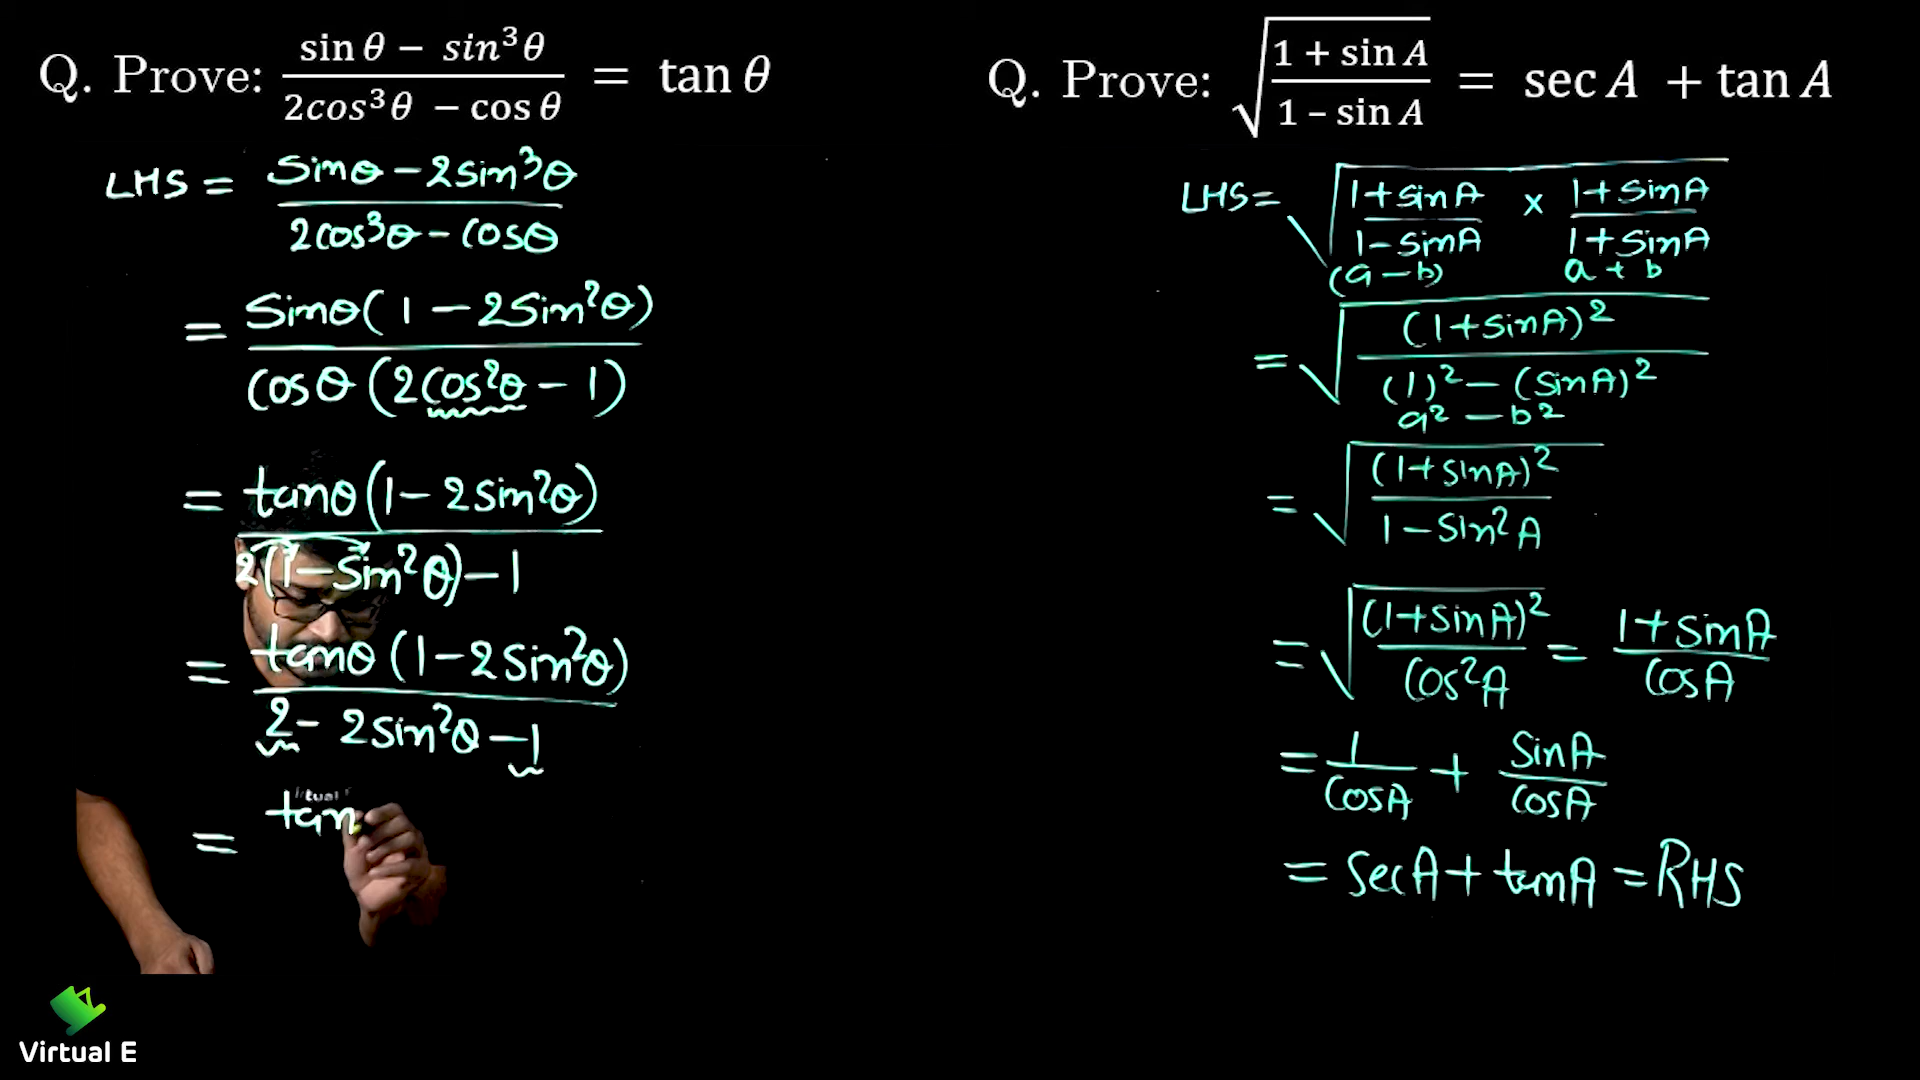 Q. Prove: (sin θ − sin³θ)/(2cos³θ − cos θ) = tan θ
LHS = (sinθ − 2sin³θ)/(2cos³θ − cosθ)
= sinθ(1 − 2sin²θ)/cosθ(2cos²θ − 1)
= tanθ(1 − 2sin²θ)/2(1 − sin²θ) − 1
= tanθ(1 − 2sin²θ)/2 − 2sin²θ − 1
= tan
Virtual E
Q. Prove: √((1 + sin A)/(1 − sin A)) = sec A + tan A
LHS = √((1+sinA)/(1−sinA) × (1+sinA)/(1+sinA))
(a − b) a + b
= √((1+sinA)²/((1)² − (sinA)²))
a² − b²
= √((1+sinA)²/(1 − sin²A))
= √((1+sinA)²/cos²A) = (1+sinA)/cosA
= 1/cosA + sinA/cosA
= secA + tanA = RHS